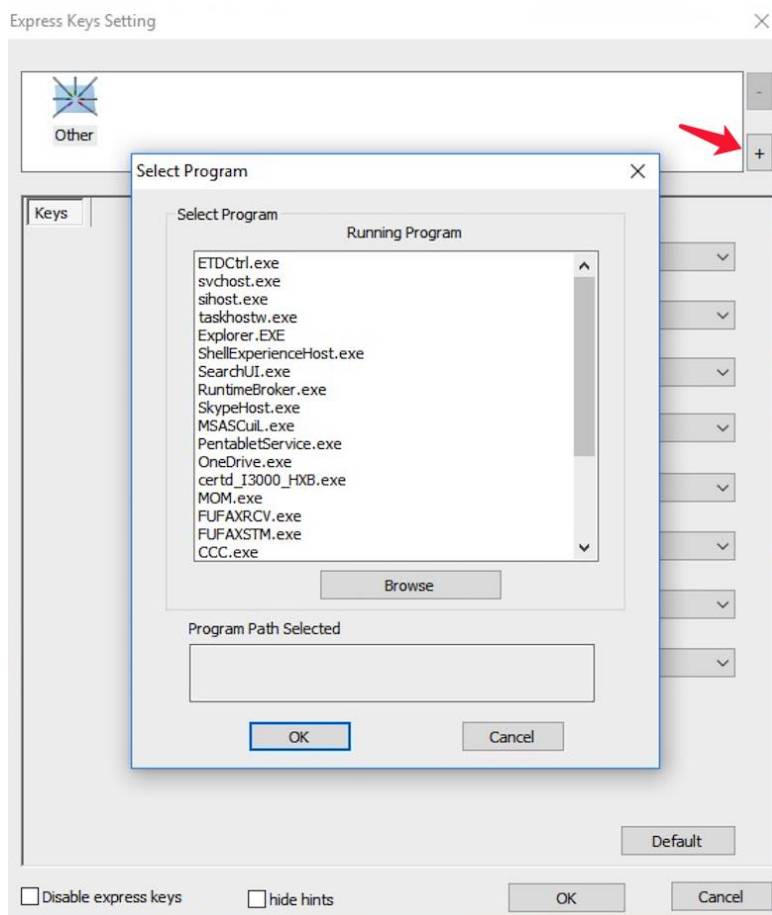 Express Keys Setting
-
Other
+
Select Program
Keys
Select Program
Running Program
ETDCtrl.exe
svchost.exe
sihost.exe
taskhostw.exe
Explorer.EXE
ShellExperienceHost.exe
SearchUI.exe
RuntimeBroker.exe
SkypeHost.exe
MSASCuiL.exe
PentabletService.exe
OneDrive.exe
certd_I3000_HXB.exe
MOM.exe
FUFAXRCV.exe
FUFAXSTM.exe
CCC.exe
Browse
Program Path Selected
OK
Cancel
Default
Disable express keys
hide hints
OK
Cancel